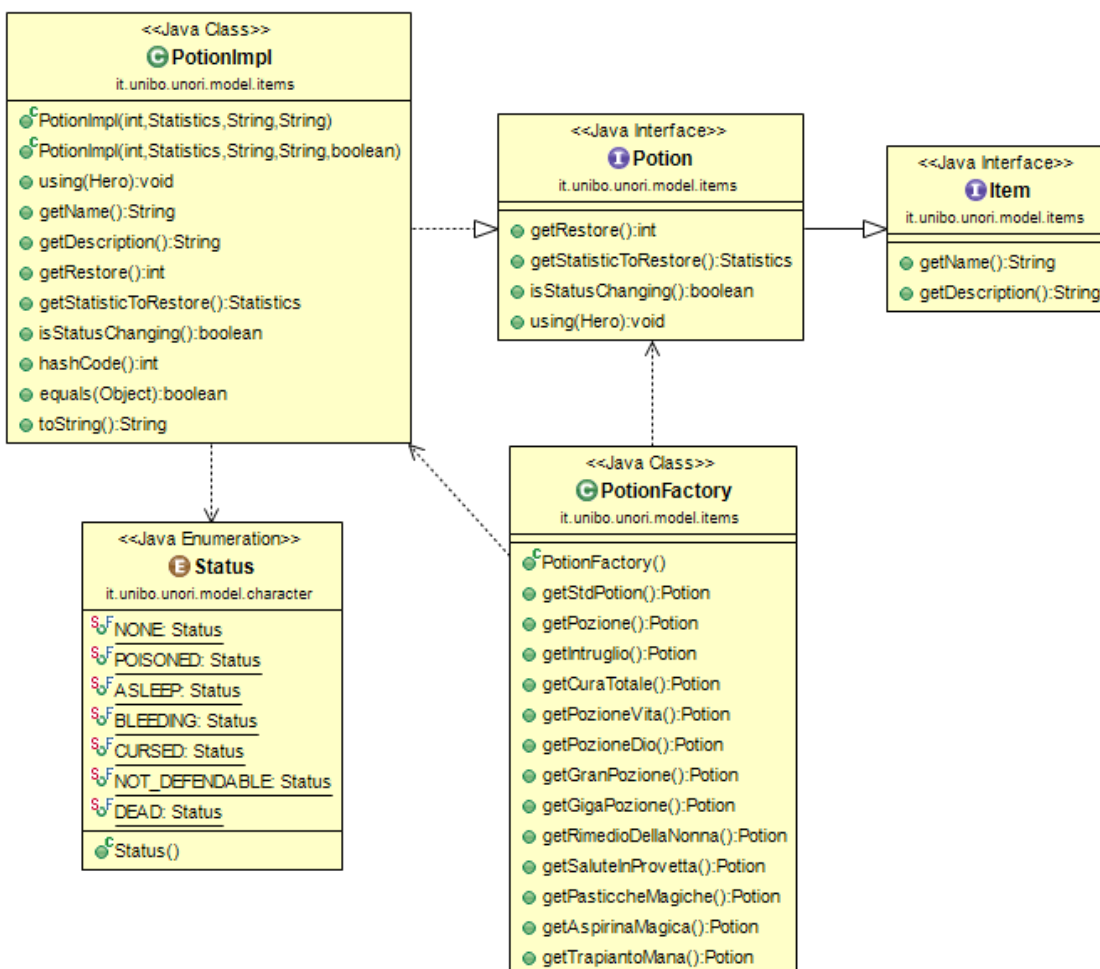 <<Java Class>>
PotionImpl
it.unibo.unori.model.items
PotionImpl(int,Statistics,String,String)
PotionImpl(int,Statistics,String,String,boolean)
using(Hero):void
getName():String
getDescription():String
getRestore():int
getStatisticToRestore():Statistics
isStatusChanging():boolean
hashCode():int
equals(Object):boolean
toString():String
<<Java Interface>>
Potion
it.unibo.unori.model.items
getRestore():int
getStatisticToRestore():Statistics
isStatusChanging():boolean
using(Hero):void
<<Java Interface>>
Item
it.unibo.unori.model.items
getName():String
getDescription():String
<<Java Enumeration>>
Status
it.unibo.unori.model.character
NONE: Status
POISONED: Status
ASLEEP: Status
BLEEDING: Status
CURSED: Status
NOT_DEFENDABLE: Status
DEAD: Status
Status()
<<Java Class>>
PotionFactory
it.unibo.unori.model.items
PotionFactory()
getStdPotion():Potion
getPozione():Potion
getIntruglio():Potion
getCuraTotale():Potion
getPozioneVita():Potion
getPozioneDio():Potion
getGranPozione():Potion
getGigaPozione():Potion
getRimedioDellaNonna():Potion
getSaluteInProvetta():Potion
getPasticcheMagiche():Potion
getAspirinaMagica():Potion
getTrapiantoMana():Potion